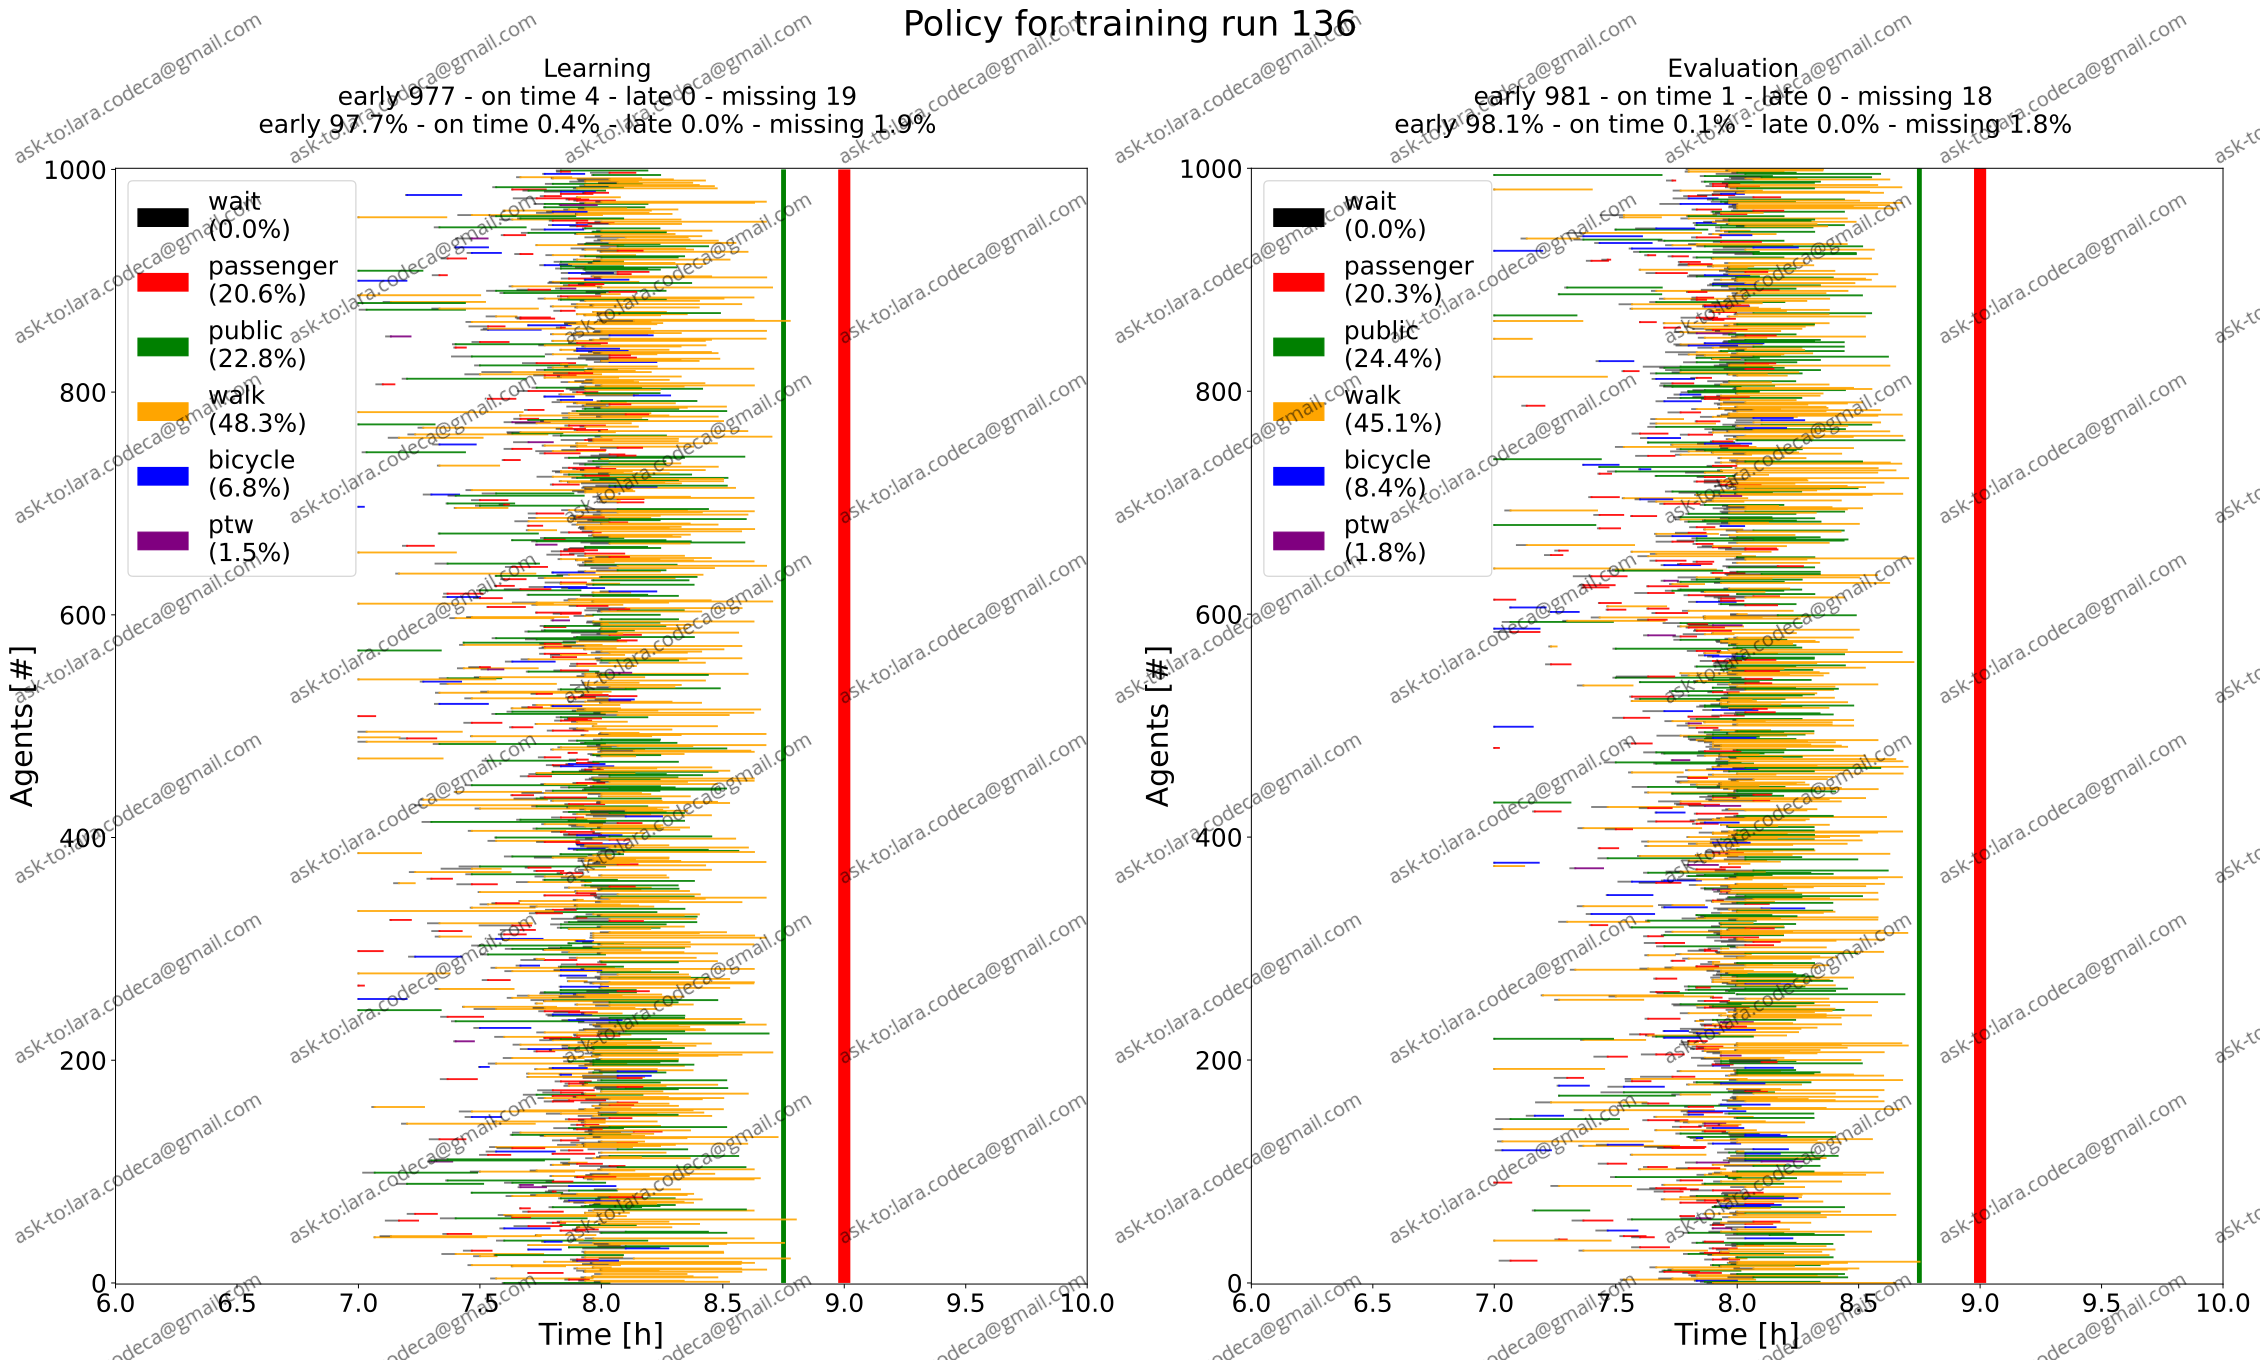 Policy for training run 136
Learning
early 977 - on time 4 - late 0 - missing 19
early 97.7% - on time 0.4% - late 0.0% - missing 1.9%
1000
800
600
400
200
0
Agents [#]
wait
(0.0%)
passenger
(20.6%)
public
(22.8%)
walk
(48.3%)
bicycle
(6.8%)
ptw
(1.5%)
6.0 6.5 7.0 7.5 8.0 8.5 9.0 9.5 10.0
Time [h]
Evaluation
early 981 - on time 1 - late 0 - missing 18
early 98.1% - on time 0.1% - late 0.0% - missing 1.8%
1000
800
600
400
200
0
Agents [#]
wait
(0.0%)
passenger
(20.3%)
public
(24.4%)
walk
(45.1%)
bicycle
(8.4%)
ptw
(1.8%)
6.0 6.5 7.0 7.5 8.0 8.5 9.0 9.5 10.0
Time [h]
ask-to:lara.codeca@gmail.com